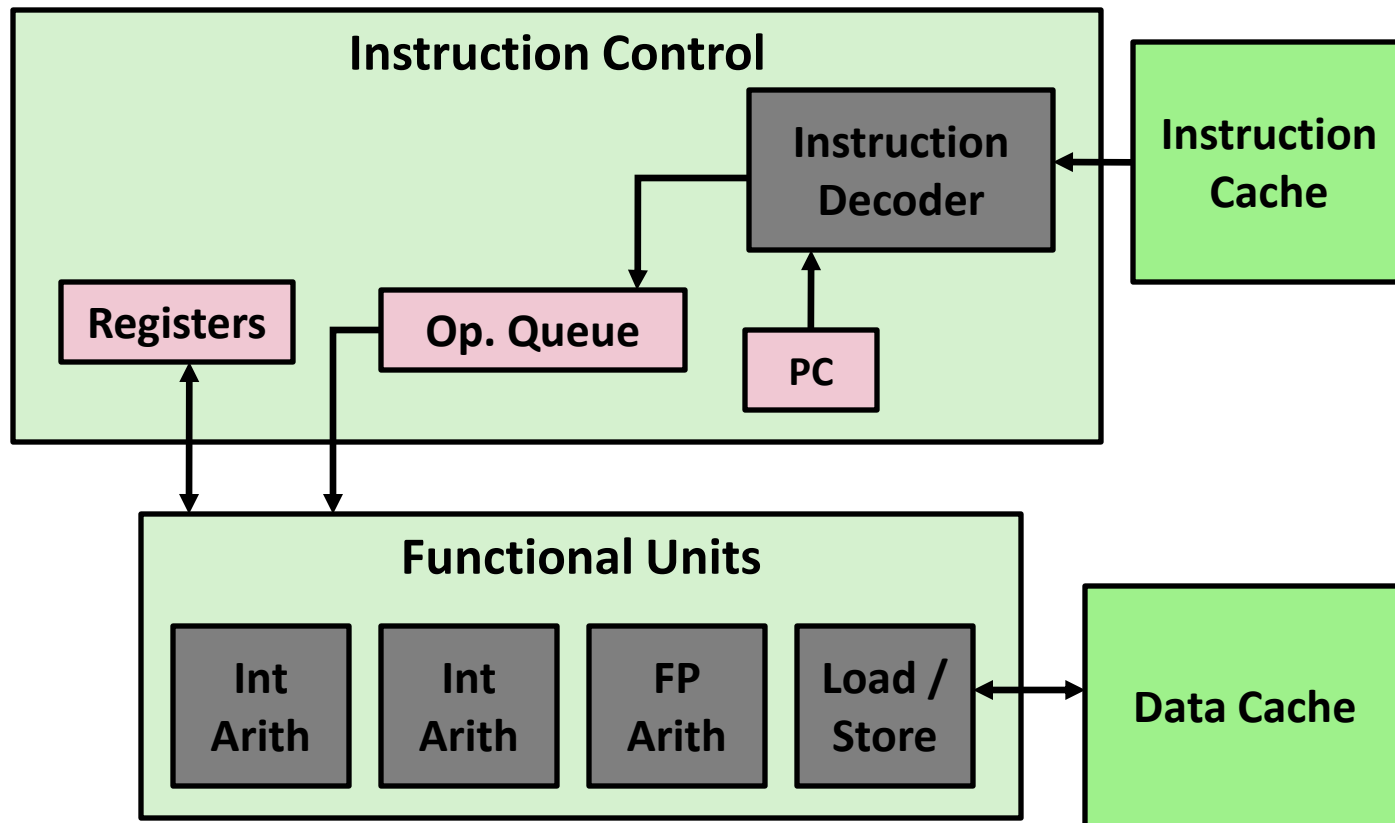 Instruction Control
Instruction
Decoder
Instruction
Cache
Registers
Op. Queue
PC
Functional Units
Int
Arith
Int
Arith
FP
Arith
Load /
Store
Data Cache